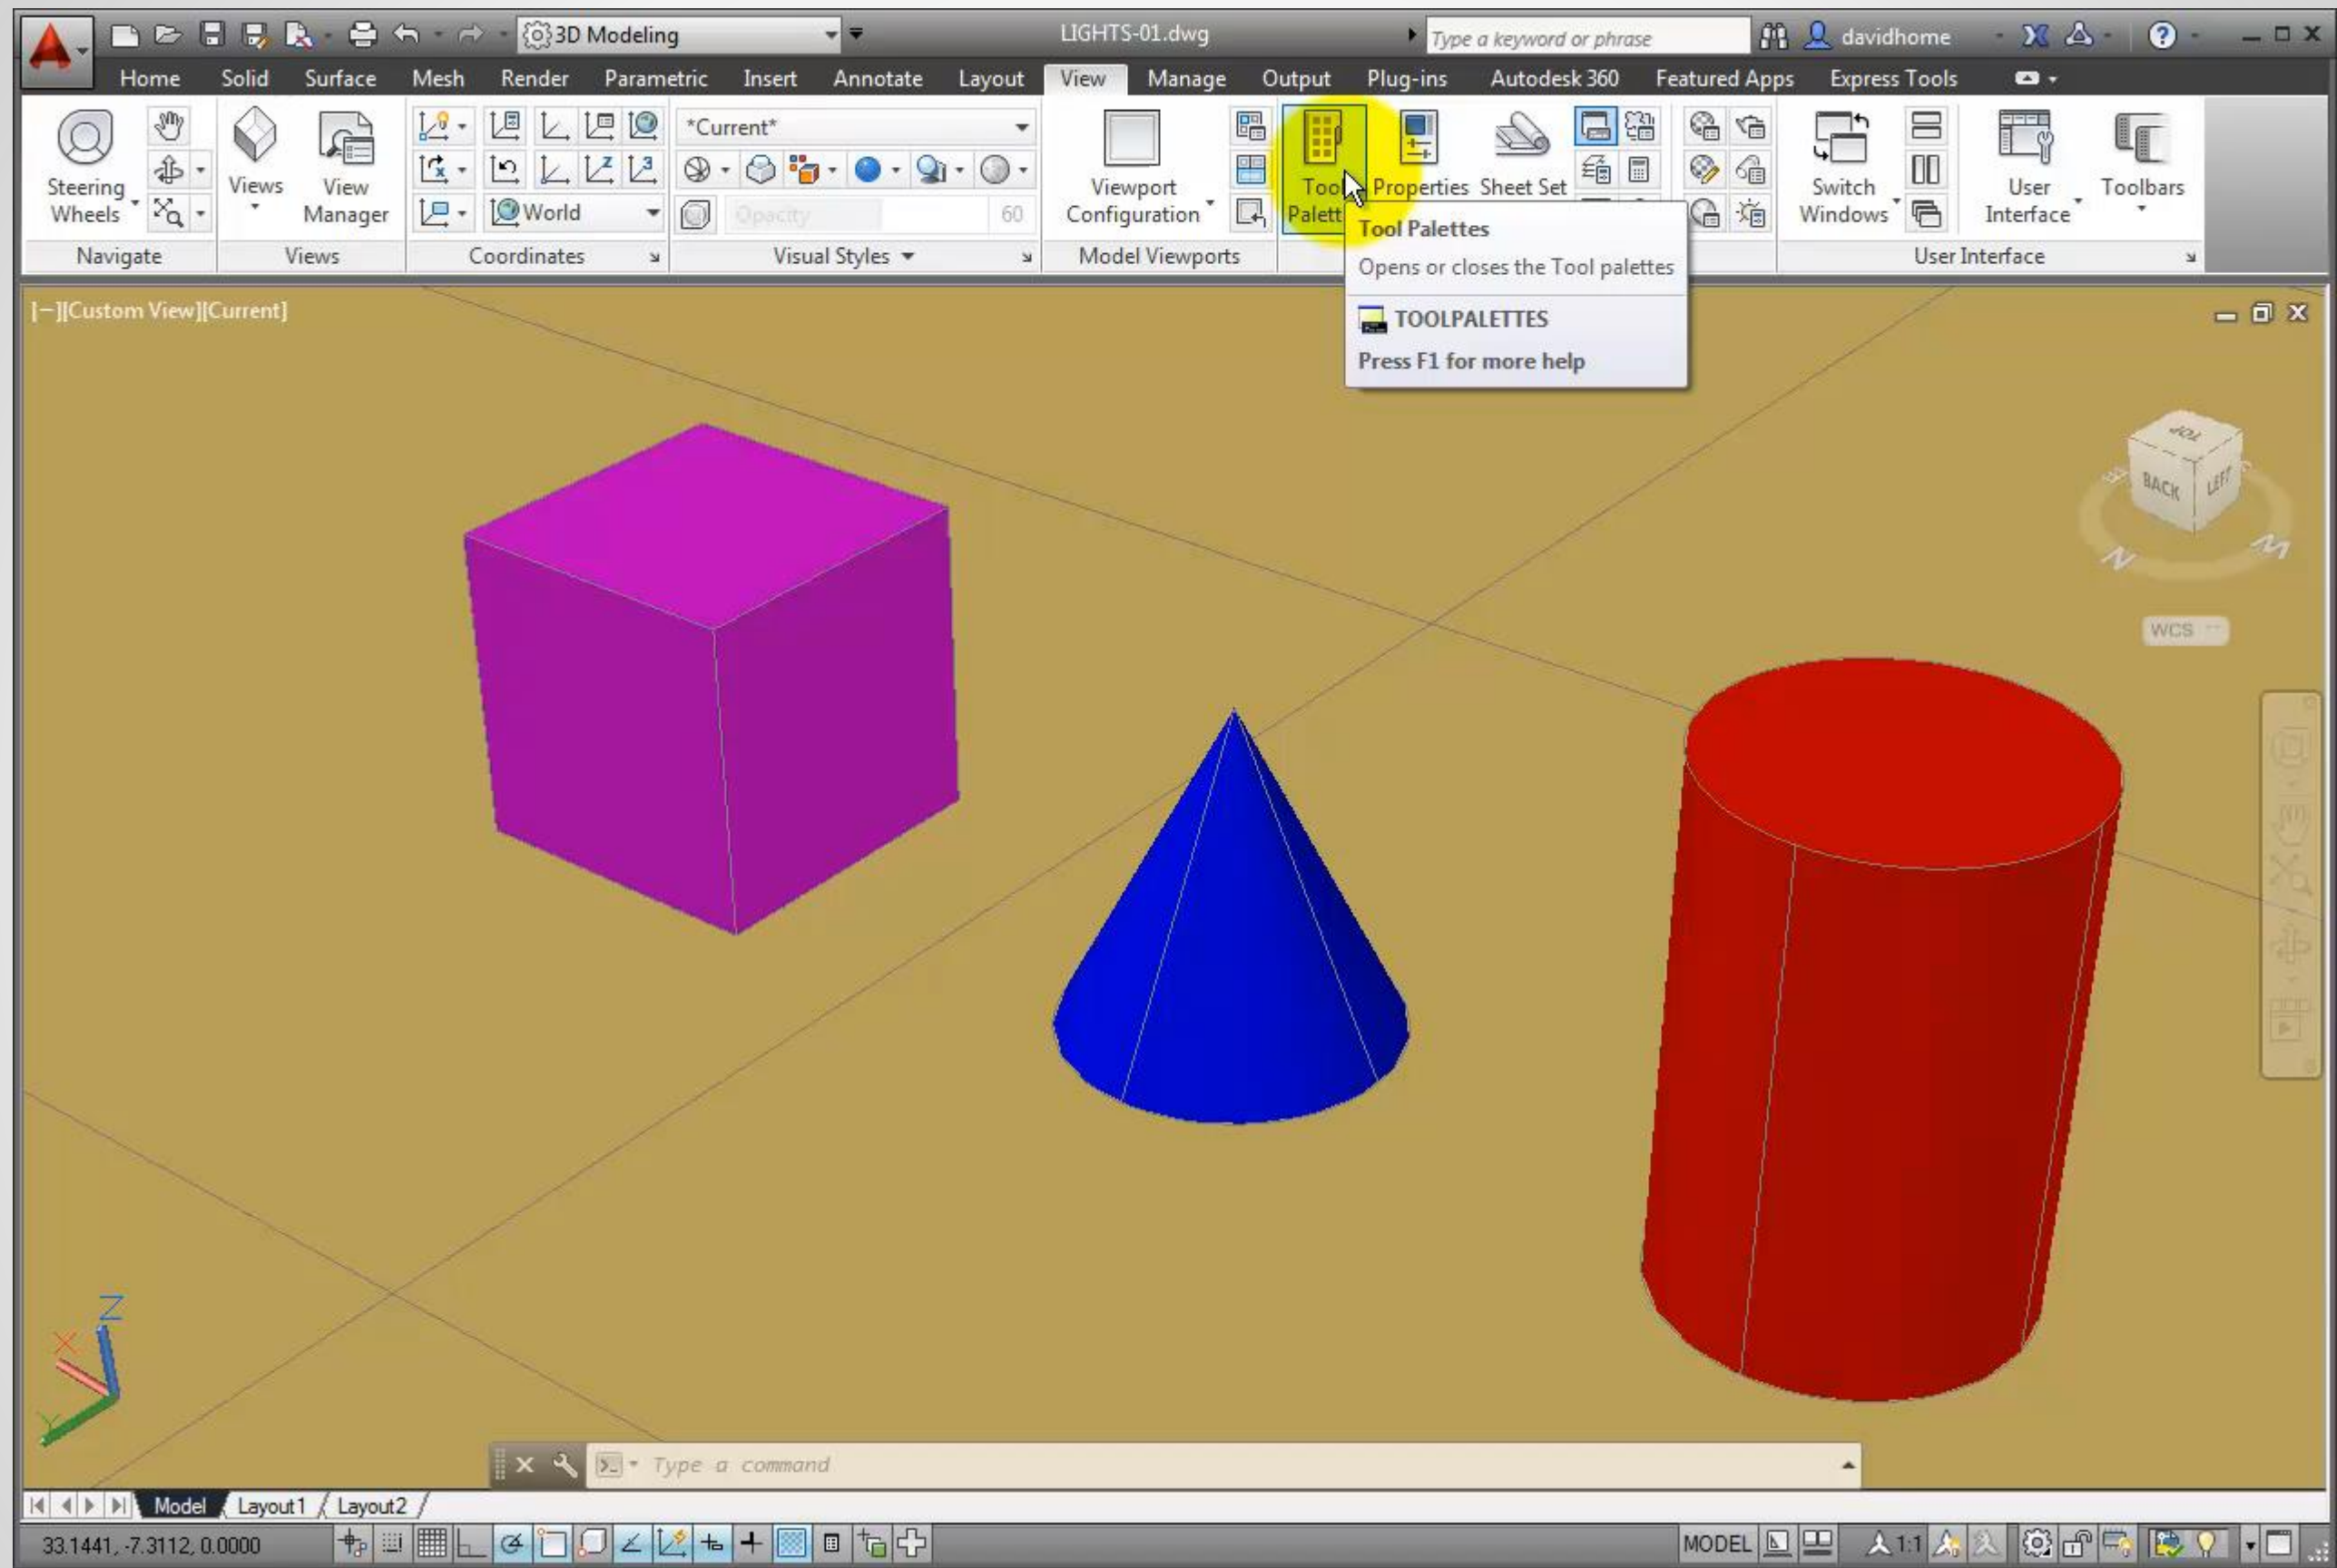 3D Modeling
LIGHTS-01.dwg
Type a keyword or phrase
davidhome
Home Solid Surface Mesh Render Parametric Insert Annotate Layout View Manage Output Plug-ins Autodesk 360 Featured Apps Express Tools
*Current*
Steering
Wheels
Views
View
Manager
World
Opacity 60
Viewport
Configuration
Tool
Palett
Properties
Sheet Set
Switch
Windows
User
Interface
Toolbars
Navigate Views Coordinates Visual Styles Model Viewports User Interface
Tool Palettes
Opens or closes the Tool palettes
TOOLPALETTES
Press F1 for more help
[−][Custom View][Current]
TOP
BACK
LEFT
N
W
WCS
Z
X
Y
Type a command
Model Layout1 Layout2
33.1441, -7.3112, 0.0000
MODEL
1:1